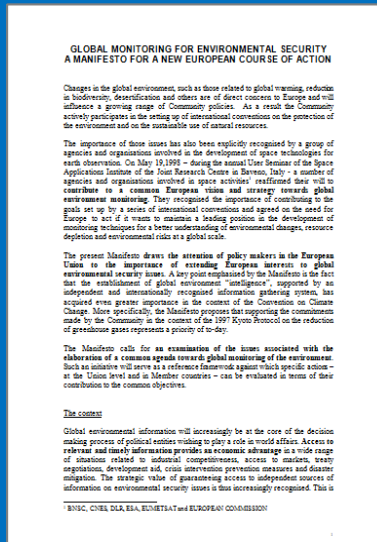 GLOBAL MONITORING FOR ENVIRONMENTAL SECURITY
A MANIFESTO FOR A NEW EUROPEAN COURSE OF ACTION
Changes in the global environment, such as those related to global warming, reduction
in biodiversity, desertification and others are of direct concern to Europe and will
influence a growing range of Community policies. As a result the Community
actively participates in the setting up of international conventions on the protection of
the environment and on the sustainable use of natural resources.
The importance of those issues has also been explicitly recognised by a group of
agencies and organisations involved in the development of space technologies for
earth observation. On May 19,1998 – during the annual User Seminar of the Space
Applications Institute of the Joint Research Centre in Baveno, Italy - a number of
agencies and organisations involved in space activities¹ reaffirmed their will to
contribute to a common European vision and strategy towards global
environment monitoring. They recognised the importance of contributing to the
goals set up by a series of international conventions and agreed on the need for
Europe to act if it wants to maintain a leading position in the development of
monitoring techniques for a better understanding of environmental changes, resource
depletion and environmental risks at a global scale.
The present Manifesto draws the attention of policy makers in the European
Union to the importance of extending European interests to global
environmental security issues. A key point emphasised by the Manifesto is the fact
that the establishment of global environment "intelligence", supported by an
independent and internationally recognised information gathering system, has
acquired even greater importance in the context of the Convention on Climate
Change. More specifically, the Manifesto proposes that supporting the commitments
made by the Community in the context of the 1997 Kyoto Protocol on the reduction
of greenhouse gases represents a priority of to-day.
The Manifesto calls for an examination of the issues associated with the
elaboration of a common agenda towards global monitoring of the environment.
Such an initiative will serve as a reference framework against which specific action –
at the Union level and in Member countries – can be evaluated in terms of their
contribution to the common objectives.
The context
Global environmental information will increasingly be at the core of the decision
making process of political entities wishing to play a role in world affairs. Access to
relevant and timely information provides an economic advantage in a wide range
of situations related to industrial competitiveness, access to markets, treaty
negotiations, development aid, crisis intervention prevention measures and disaster
mitigation. The strategic value of guaranteeing access to independent sources of
information on environmental security issues is thus increasingly recognised. This is
¹ BNSC, CNES, DLR, ESA, EUMETSAT and EUROPEAN COMMISSION